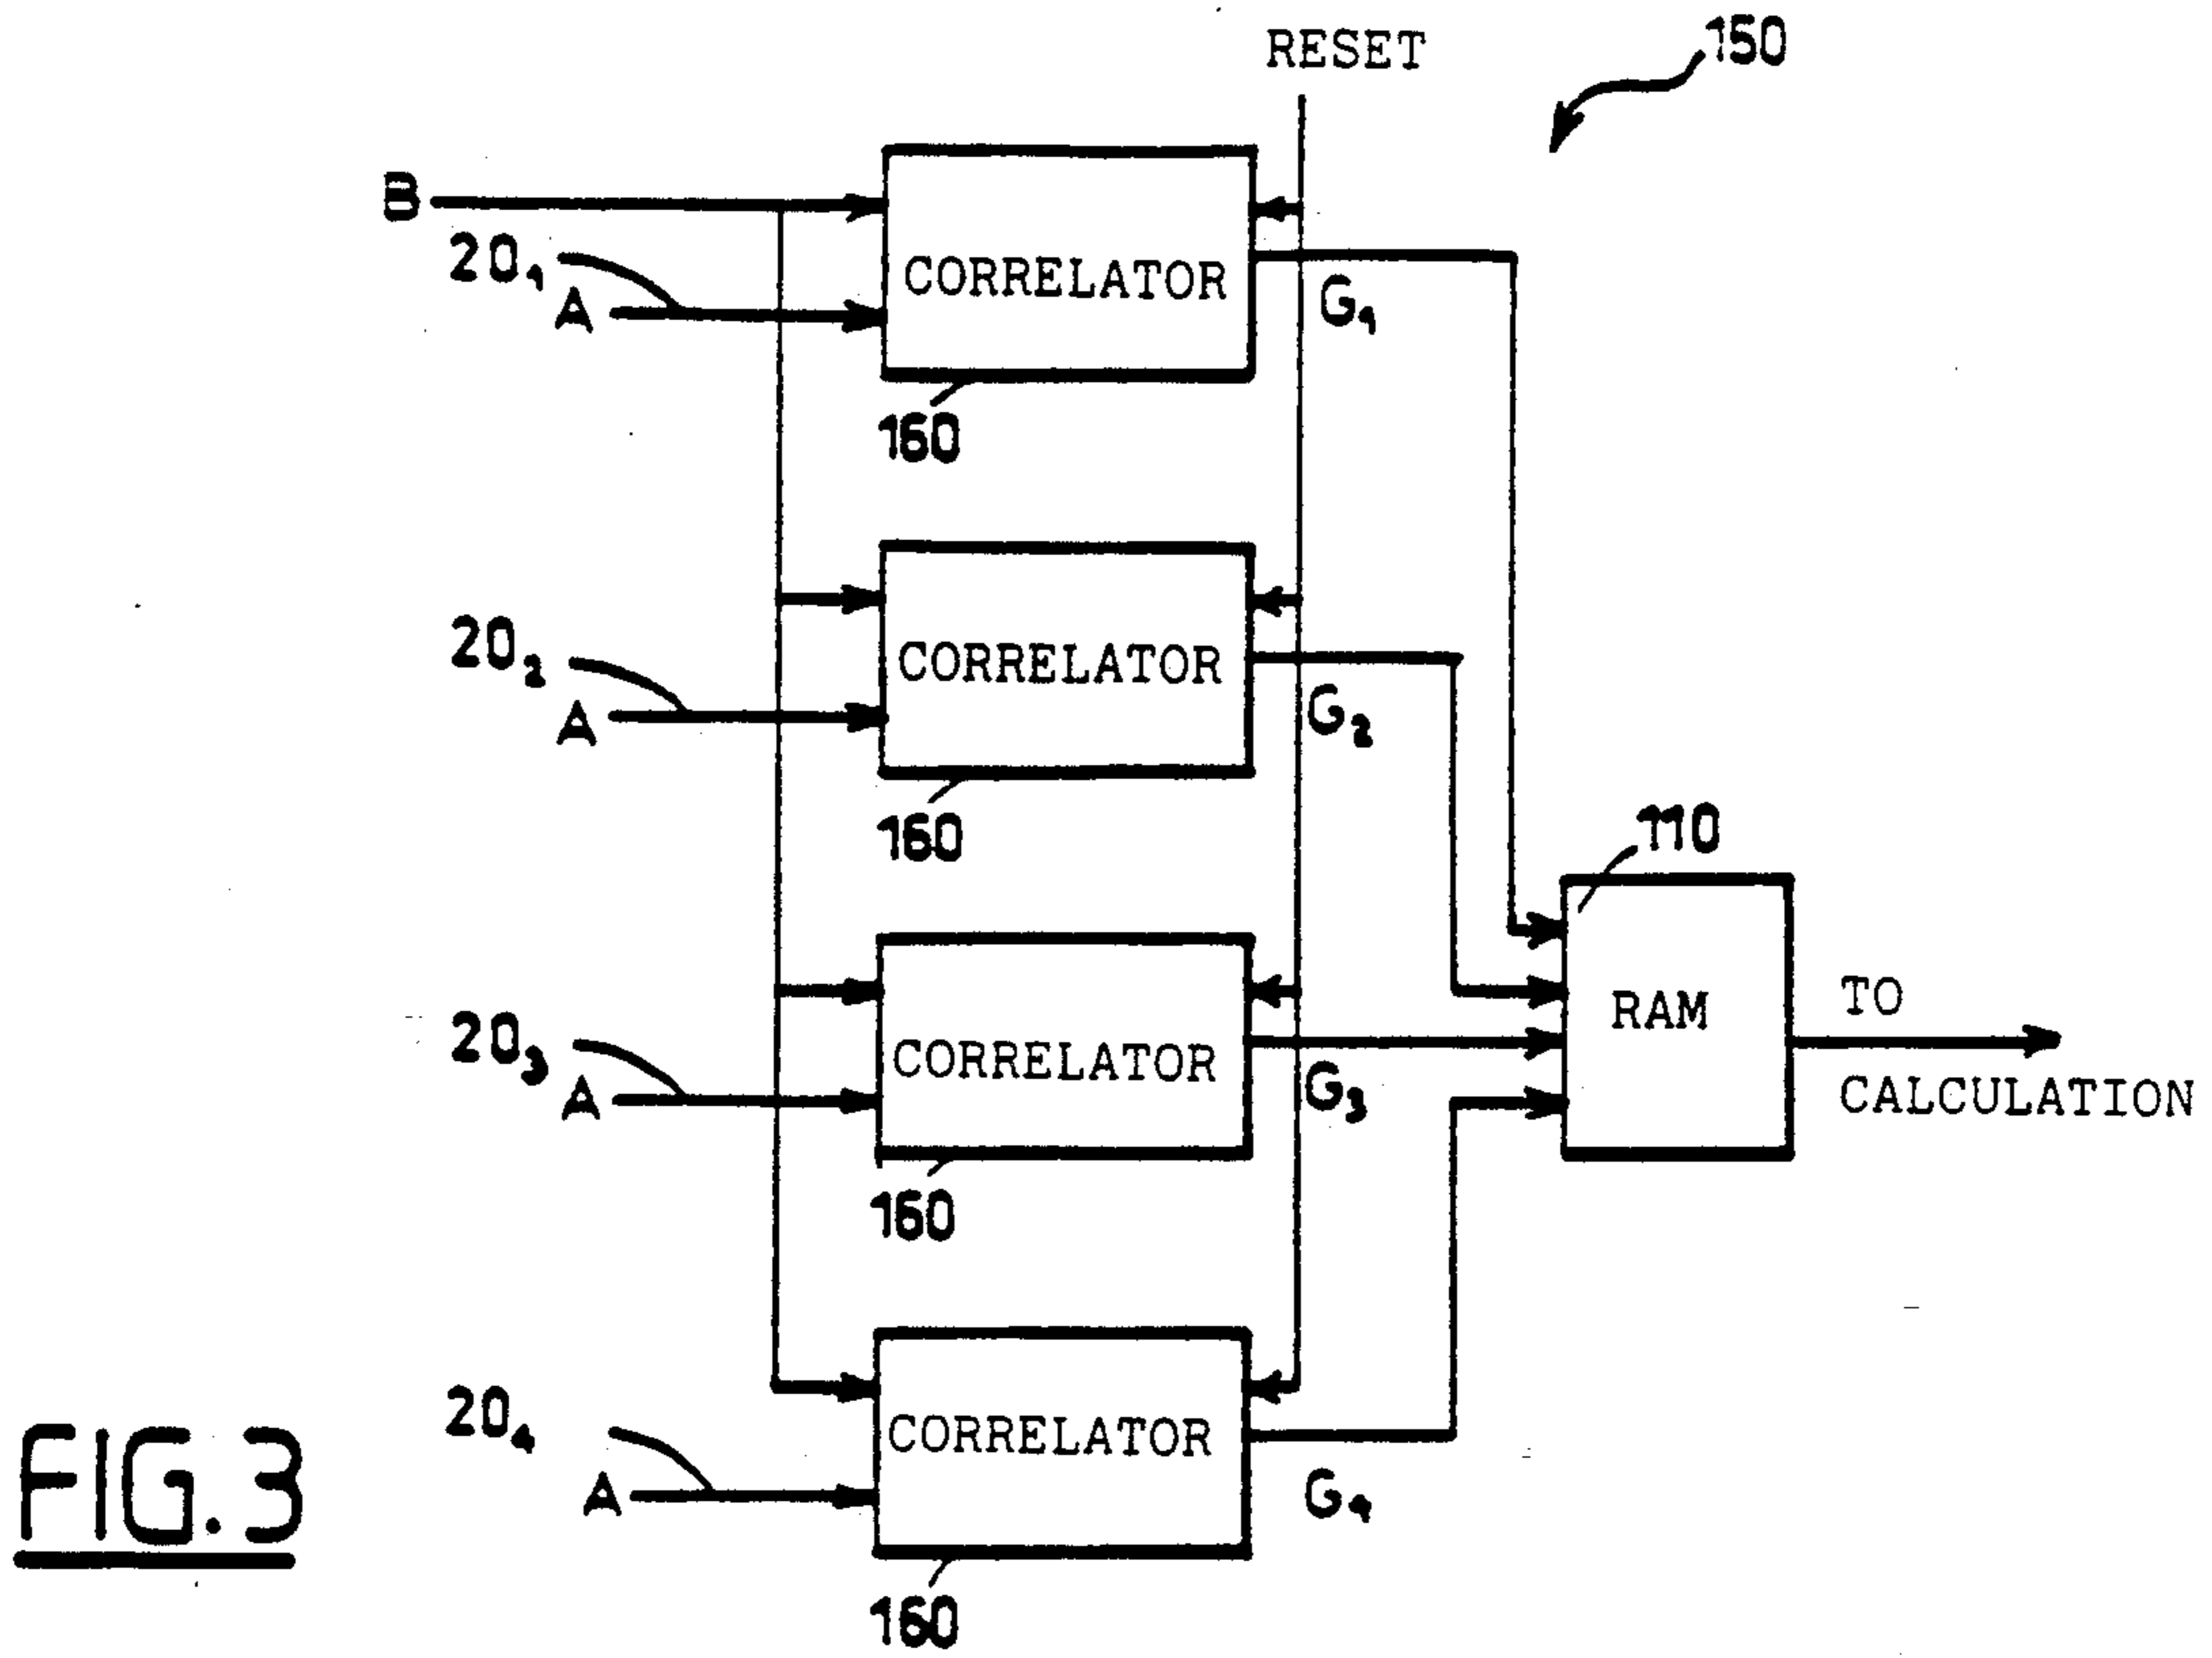 RESET
150
B
20₁
A
CORRELATOR
G₁
160
20₂
A
CORRELATOR
G₂
160
110
20₃
A
CORRELATOR
G₃
RAM
TO
CALCULATION
160
20₄
A
CORRELATOR
G₄
160
FIG.3